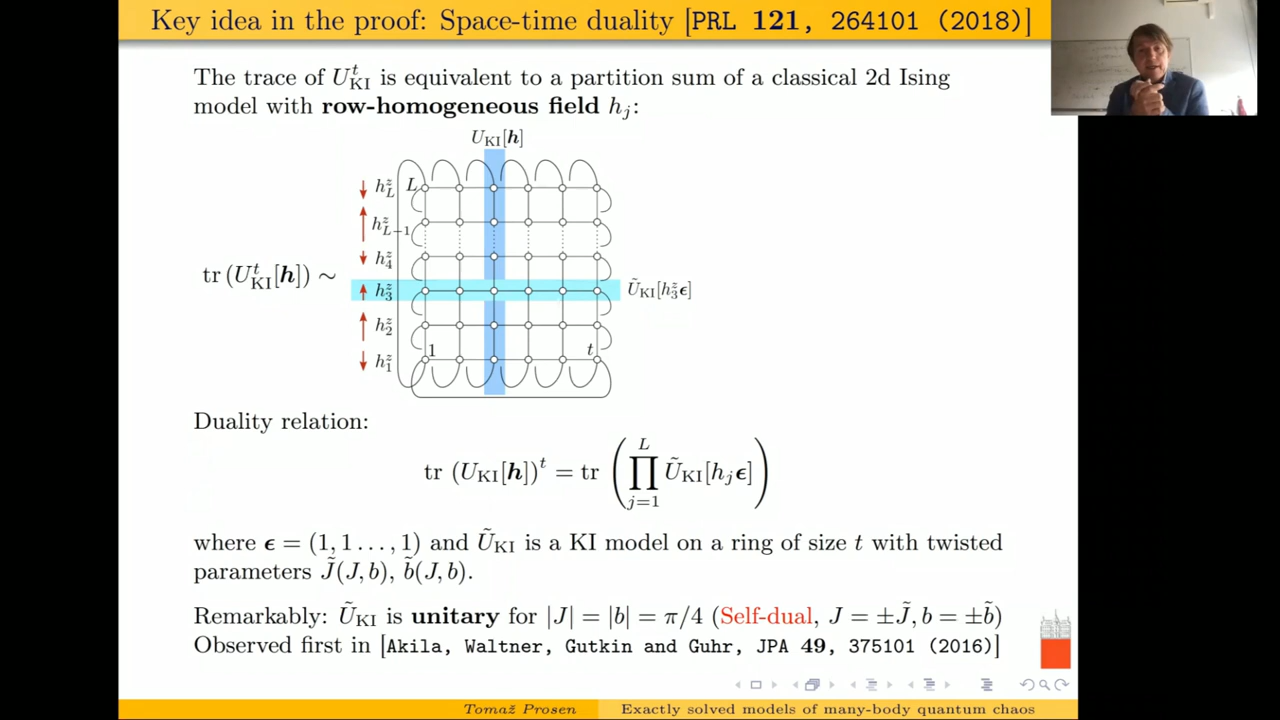 Key idea in the proof: Space-time duality [PRL 121, 264101 (2018)]
The trace of U^t_KI is equivalent to a partition sum of a classical 2d Ising
model with row-homogeneous field h_j:
U_KI[h]
↓ h^z_L L
↑ h^z_{L−1}
↓ h^z_4
tr (U^t_KI[h]) ∼
↑ h^z_3 Ũ_KI[h^z_3 ϵ]
↑ h^z_2
1 t
↓ h^z_1
Duality relation:
tr (U_KI[h])^t = tr (∏_{j=1}^{L} Ũ_KI[h_j ϵ])
where ϵ = (1, 1 . . . , 1) and Ũ_KI is a KI model on a ring of size t with twisted
parameters J̃(J, b), b̃(J, b).
Remarkably: Ũ_KI is unitary for |J| = |b| = π/4 (Self-dual, J = ±J̃, b = ±b̃)
Observed first in [Akila, Waltner, Gutkin and Guhr, JPA 49, 375101 (2016)]
Tomaž Prosen Exactly solved models of many-body quantum chaos